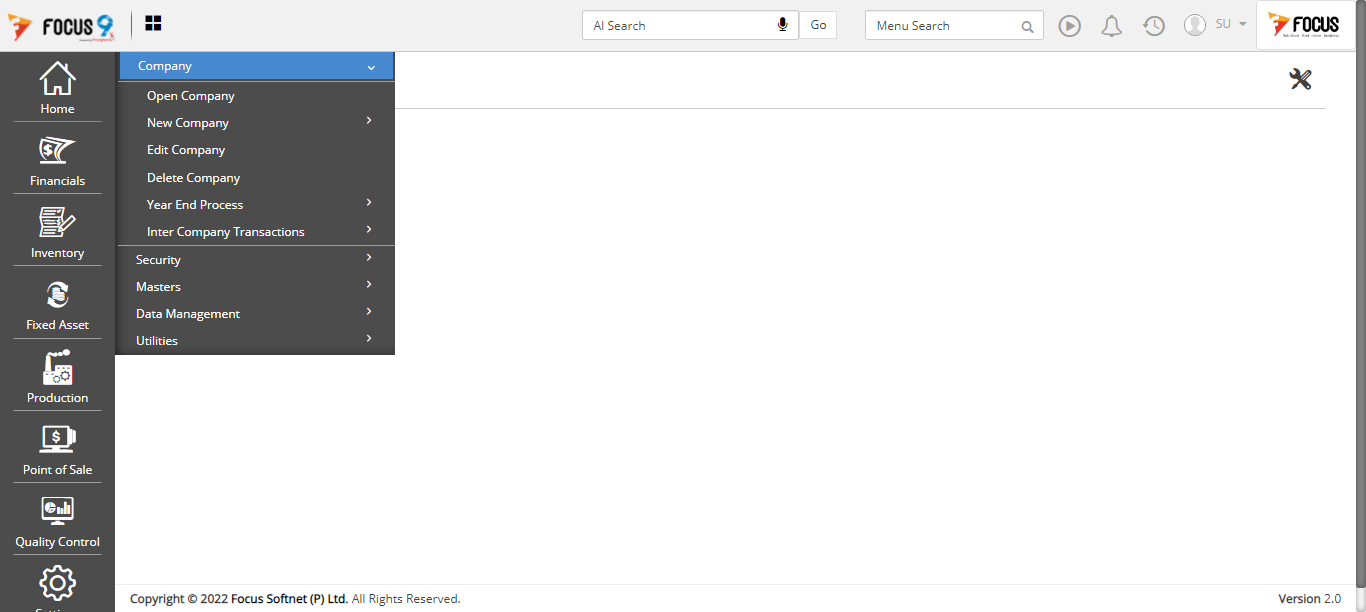 FOCUS 9
AI Search
Go
Menu Search
SU
FOCUS
Home
Financials
Inventory
Fixed Asset
Production
Point of Sale
Quality Control
Company
Open Company
New Company
Edit Company
Delete Company
Year End Process
Inter Company Transactions
Security
Masters
Data Management
Utilities
Copyright © 2022 Focus Softnet (P) Ltd. All Rights Reserved.
Version 2.0